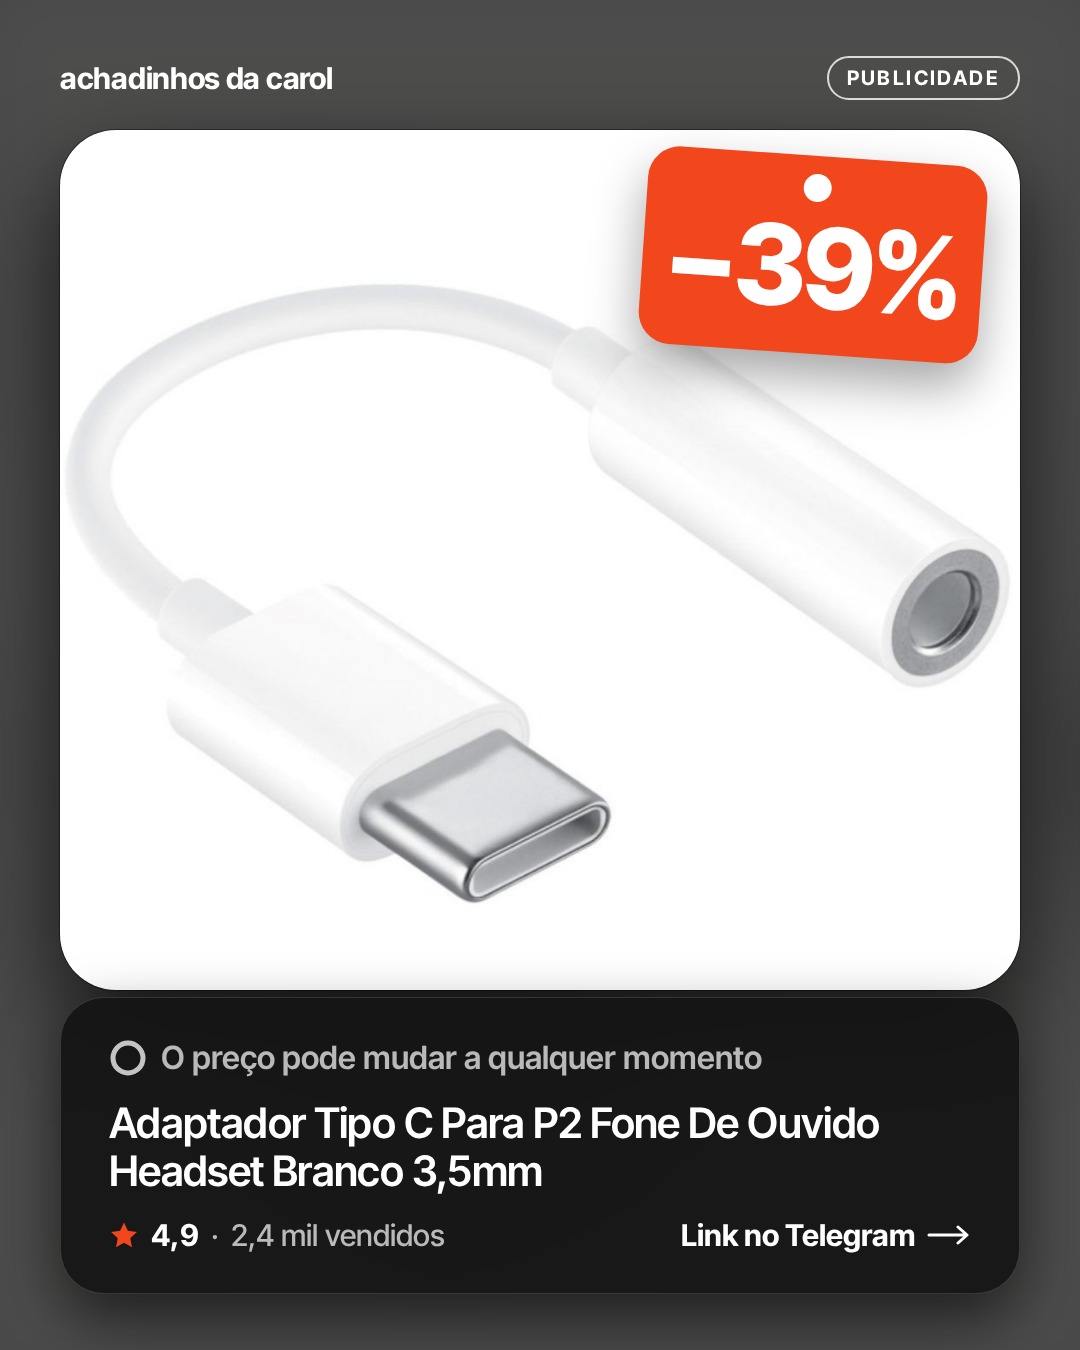 achadinhos da carol
PUBLICIDADE
−39%
O preço pode mudar a qualquer momento
Adaptador Tipo C Para P2 Fone De Ouvido
Headset Branco 3,5mm
4,9 · 2,4 mil vendidos
Link no Telegram →